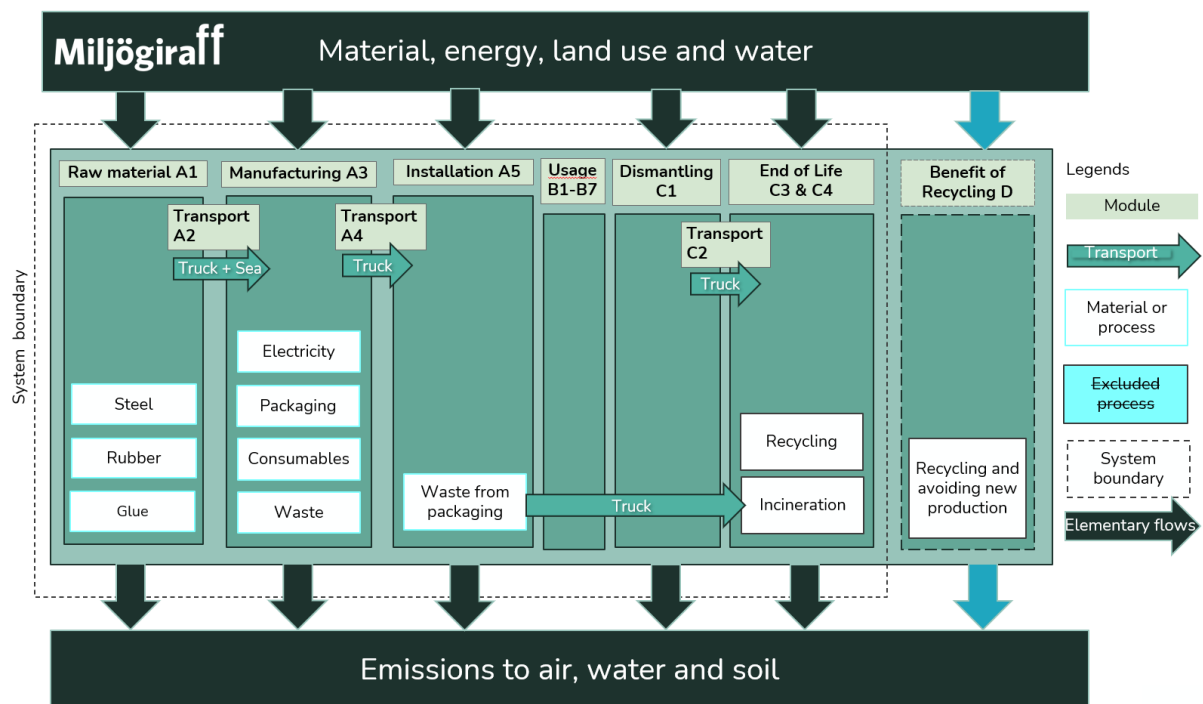 Miljögiraff
Material, energy, land use and water
System boundary
Raw material A1
Manufacturing A3
Installation A5
Usage
B1-B7
Dismantling
C1
End of Life
C3 & C4
Benefit of
Recycling D
Transport
A2
Truck + Sea
Transport
A4
Truck
Transport
C2
Truck
Steel
Rubber
Glue
Electricity
Packaging
Consumables
Waste
Waste from
packaging
Truck
Recycling
Incineration
Recycling and
avoiding new
production
Legends
Module
Transport
Material or
process
Excluded
process
System
boundary
Elementary flows
Emissions to air, water and soil